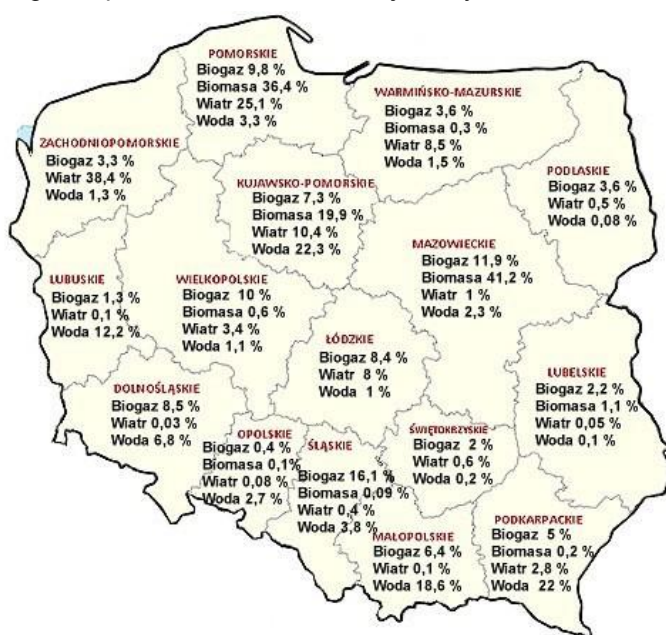 POMORSKIE
Biogaz 9,8 %
Biomasa 36,4 %
Wiatr 25,1 %
Woda 3,3 %
WARMIŃSKO-MAZURSKIE
Biogaz 3,6 %
Biomasa 0,3 %
Wiatr 8,5 %
Woda 1,5 %
ZACHODNIOPOMORSKIE
Biogaz 3,3 %
Wiatr 38,4 %
Woda 1,3 %
KUJAWSKO-POMORSKIE
Biogaz 7,3 %
Biomasa 19,9 %
Wiatr 10,4 %
Woda 22,3 %
PODLASKIE
Biogaz 3,6 %
Wiatr 0,5 %
Woda 0,08 %
MAZOWIECKIE
Biogaz 11,9 %
Biomasa 41,2 %
Wiatr 1 %
Woda 2,3 %
LUBUSKIE
Biogaz 1,3 %
Wiatr 0,1 %
Woda 12,2 %
WIELKOPOLSKIE
Biogaz 10 %
Biomasa 0,6 %
Wiatr 3,4 %
Woda 1,1 %
ŁÓDZKIE
Biogaz 8,4 %
Wiatr 8 %
Woda 1 %
LUBELSKIE
Biogaz 2,2 %
Biomasa 1,1 %
Wiatr 0,05 %
Woda 0,1 %
DOLNOŚLĄSKIE
Biogaz 8,5 %
Wiatr 0,03 %
Woda 6,8 %
OPOLSKIE
Biogaz 0,4 %
Biomasa 0,1%
Wiatr 0,08 %
Woda 2,7 %
ŚLĄSKIE
Biogaz 16,1 %
Biomasa 0,09 %
Wiatr 0,4 %
Woda 3,8 %
ŚWIĘTOKRZYSKIE
Biogaz 2 %
Wiatr 0,6 %
Woda 0,2 %
MAŁOPOLSKIE
Biogaz 6,4 %
Wiatr 0,1 %
Woda 18,6 %
PODKARPACKIE
Biogaz 5 %
Biomasa 0,2 %
Wiatr 2,8 %
Woda 22 %